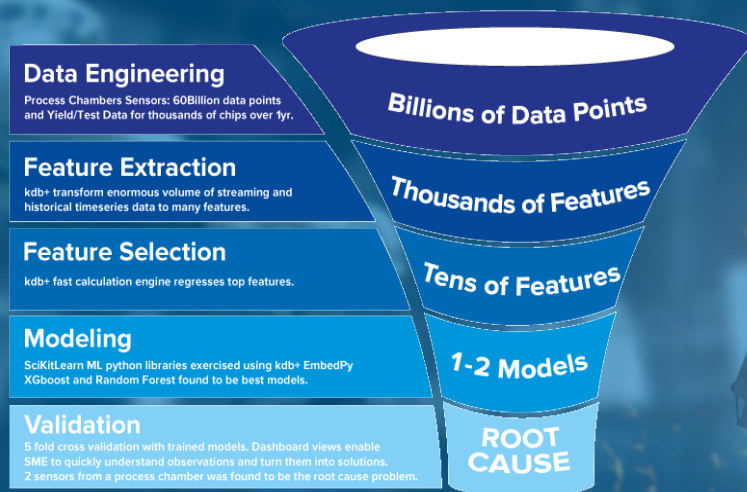 Data Engineering
Process Chambers Sensors: 60Billion data points
and Yield/Test Data for thousands of chips over 1yr.
Billions of Data Points
Feature Extraction
kdb+ transform enormous volume of streaming and
historical timeseries data to many features.
Thousands of Features
Feature Selection
kdb+ fast calculation engine regresses top features.
Tens of Features
Modeling
SciKitLearn ML python libraries exercised using kdb+ EmbedPy
XGboost and Random Forest found to be best models.
1-2 Models
Validation
5 fold cross validation with trained models. Dashboard views enable
SME to quickly understand observations and turn them into solutions.
2 sensors from a process chamber was found to be the root cause problem.
ROOT
CAUSE